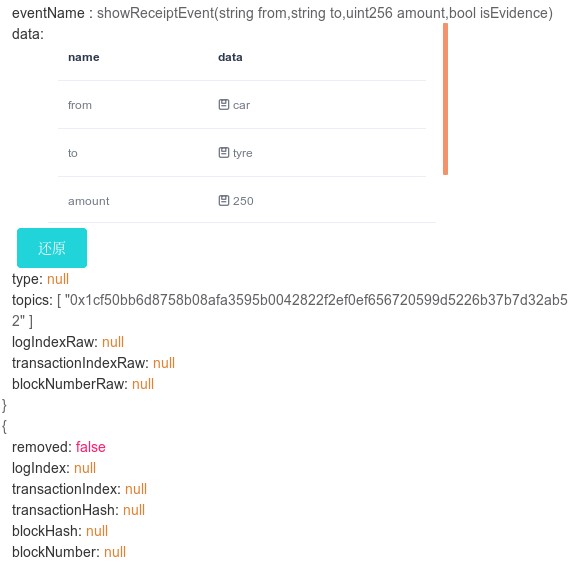 eventName : showReceiptEvent(string from,string to,uint256 amount,bool isEvidence)
data:
name data
from car
to tyre
amount 250
还原
type: null
topics: [ "0x1cf50bb6d8758b08afa3595b0042822f2ef0ef656720599d5226b37b7d32ab5
2" ]
logIndexRaw: null
transactionIndexRaw: null
blockNumberRaw: null
}
{
removed: false
logIndex: null
transactionIndex: null
transactionHash: null
blockHash: null
blockNumber: null